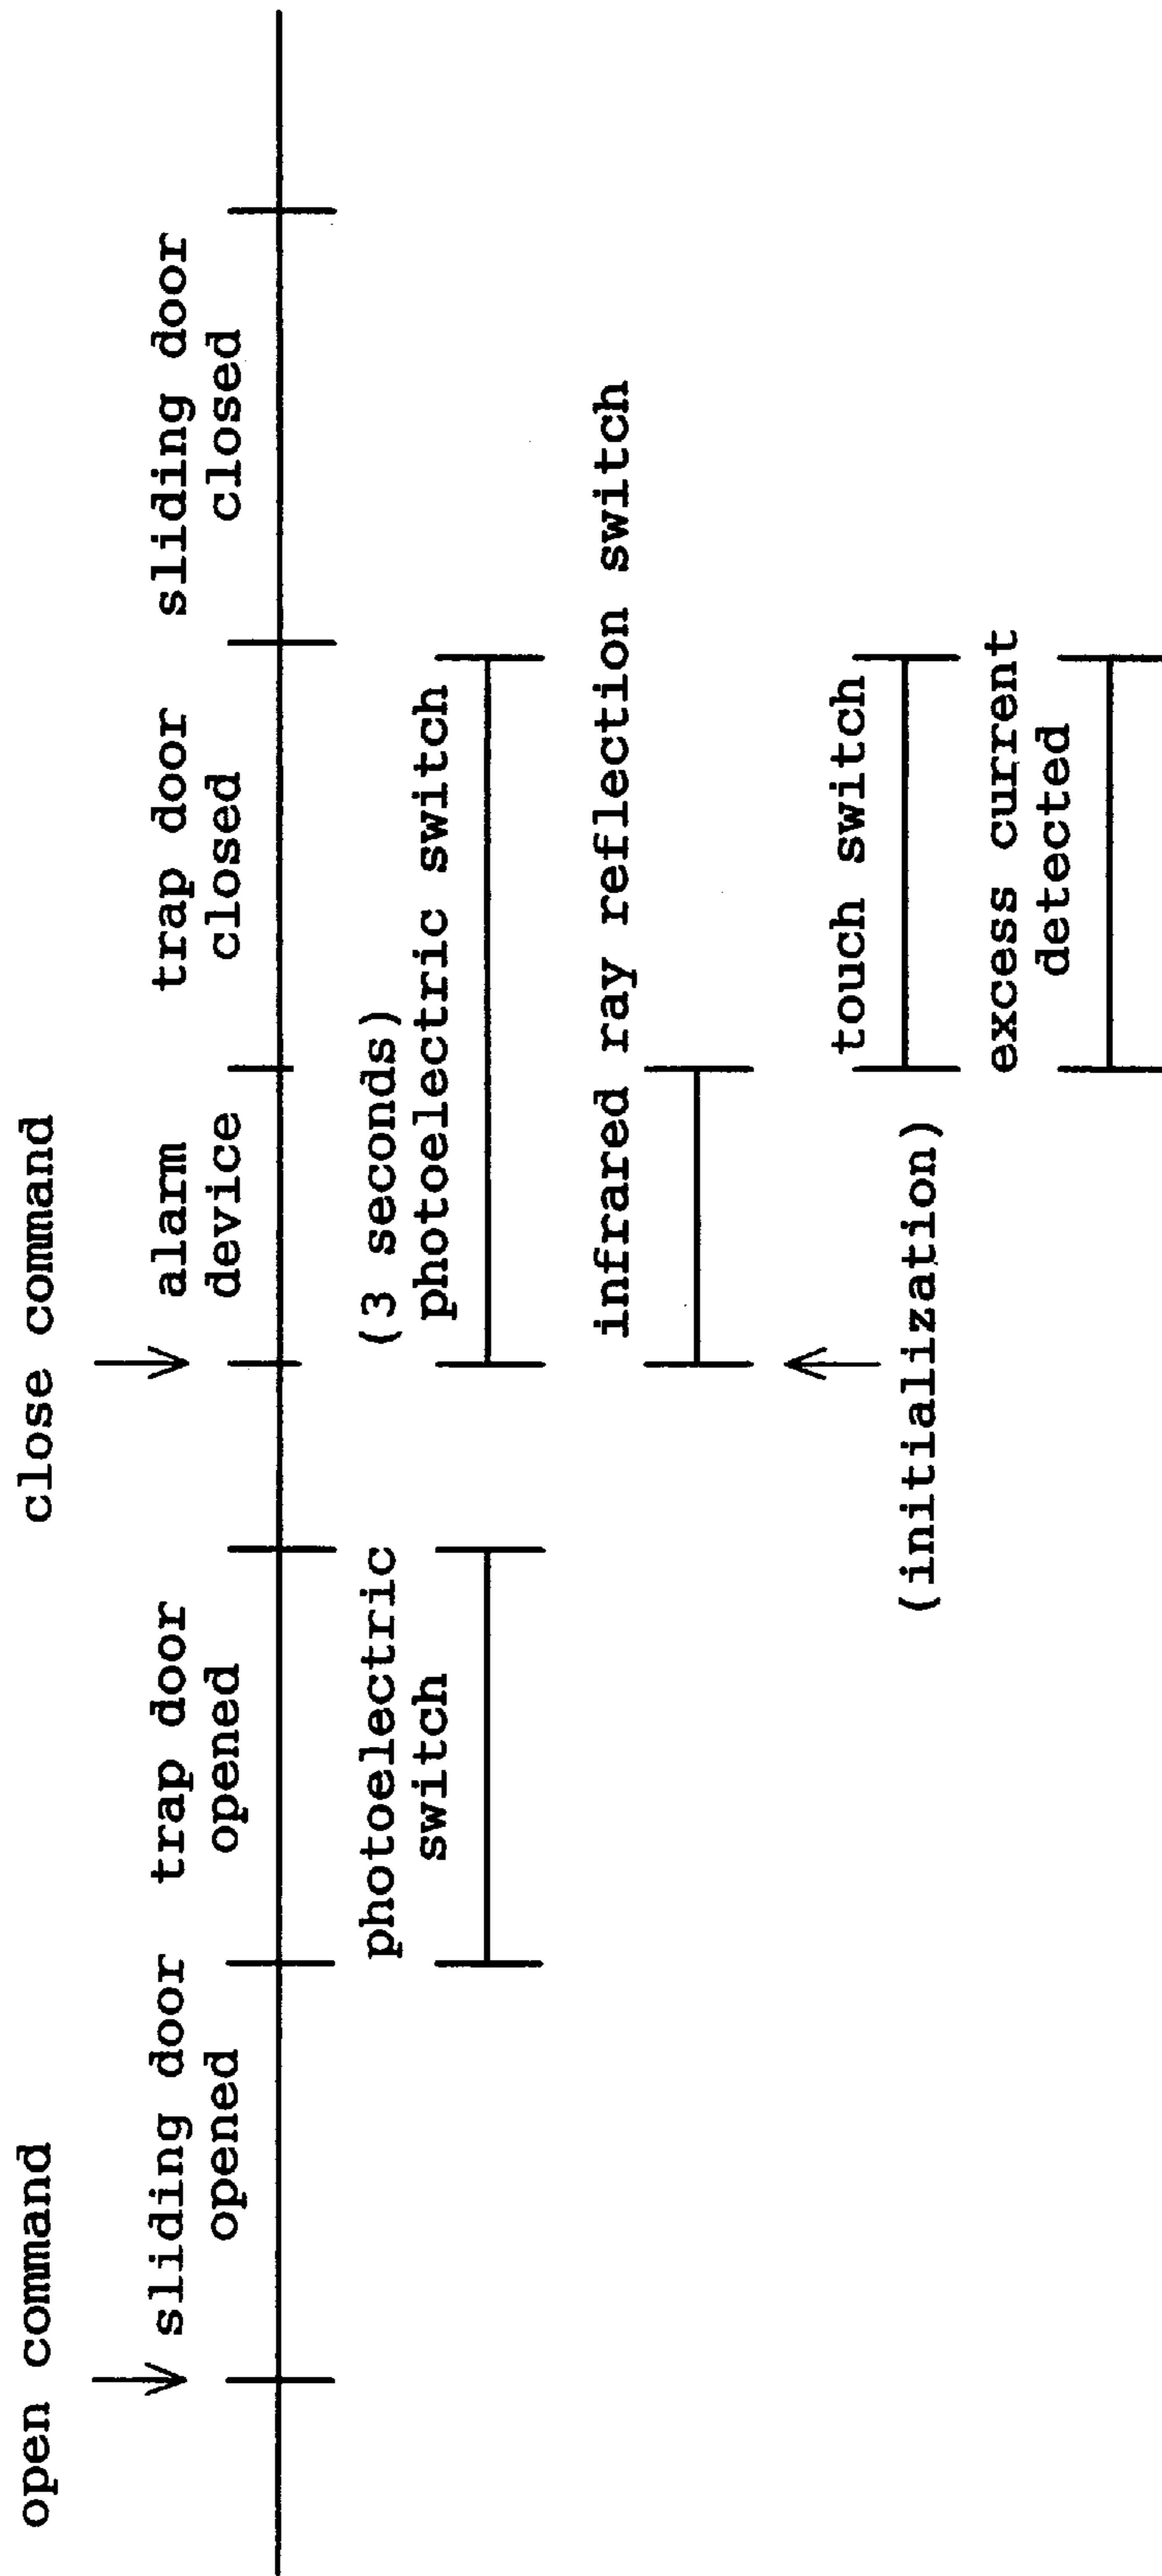 open command
close command
sliding door
opened
trap door
opened
alarm
device
trap door
closed
sliding door
closed
photoelectric
switch
(3 seconds)
photoelectric switch
infrared ray reflection switch
(initialization)
touch switch
excess current
detected